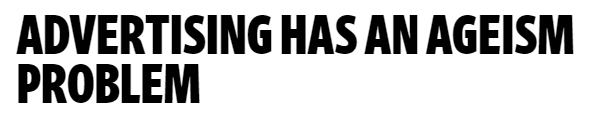 ADVERTISING HAS AN AGEISM
PROBLEM